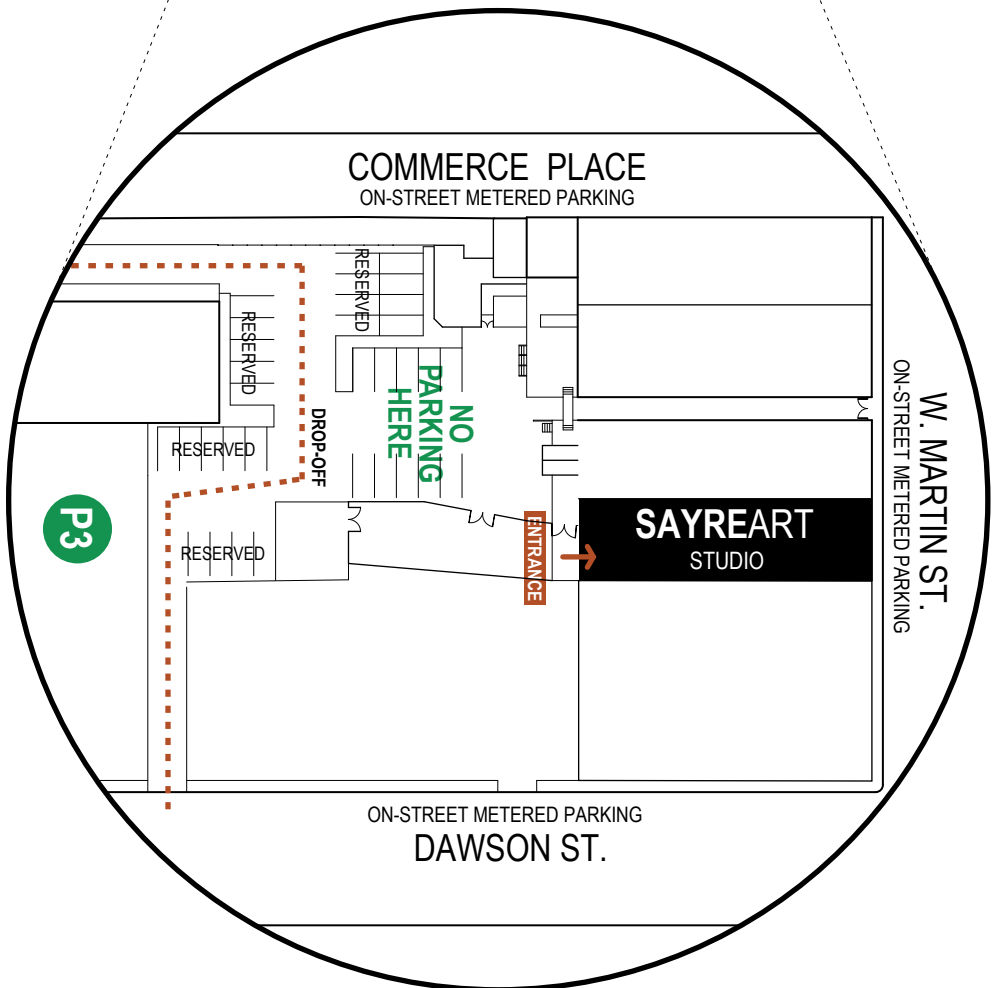 COMMERCE PLACE
ON-STREET METERED PARKING
RESERVED
RESERVED
NO
PARKING
HERE
W. MARTIN ST.
ON-STREET METERED PARKING
DROP-OFF
RESERVED
P3
RESERVED
ENTRANCE
SAYREART
STUDIO
ON-STREET METERED PARKING
DAWSON ST.